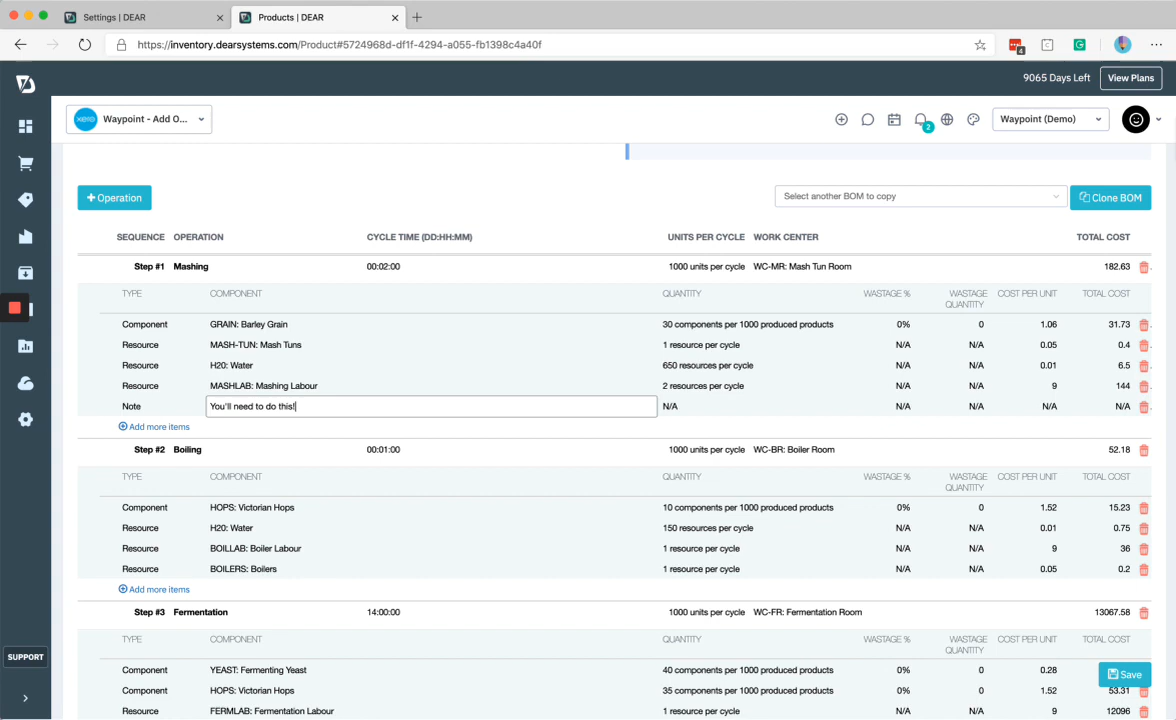 Settings | DEAR
Products | DEAR
https://inventory.dearsystems.com/Product#5724968d-df1f-4294-a055-fb1398c4a40f
4
9065 Days Left View Plans
xero Waypoint - Add O... 2 Waypoint (Demo)
+ Operation Select another BOM to copy Clone BOM
SEQUENCE OPERATION CYCLE TIME (DD:HH:MM) UNITS PER CYCLE WORK CENTER TOTAL COST
Step #1 Mashing 00:02:00 1000 units per cycle WC-MR: Mash Tun Room 182.63
TYPE COMPONENT QUANTITY WASTAGE % WASTAGE QUANTITY COST PER UNIT TOTAL COST
Component GRAIN: Barley Grain 30 components per 1000 produced products 0% 0 1.06 31.73
Resource MASH-TUN: Mash Tuns 1 resource per cycle N/A N/A 0.05 0.4
Resource H20: Water 650 resources per cycle N/A N/A 0.01 6.5
Resource MASHLAB: Mashing Labour 2 resources per cycle N/A N/A 9 144
Note You'll need to do this! N/A N/A N/A N/A N/A
Add more items
Step #2 Boiling 00:01:00 1000 units per cycle WC-BR: Boiler Room 52.18
TYPE COMPONENT QUANTITY WASTAGE % WASTAGE QUANTITY COST PER UNIT TOTAL COST
Component HOPS: Victorian Hops 10 components per 1000 produced products 0% 0 1.52 15.23
Resource H20: Water 150 resources per cycle N/A N/A 0.01 0.75
Resource BOILLAB: Boiler Labour 1 resource per cycle N/A N/A 9 36
Resource BOILERS: Boilers 1 resource per cycle N/A N/A 0.05 0.2
Add more items
Step #3 Fermentation 14:00:00 1000 units per cycle WC-FR: Fermentation Room 13067.58
TYPE COMPONENT QUANTITY WASTAGE % WASTAGE QUANTITY COST PER UNIT TOTAL COST
Component YEAST: Fermenting Yeast 40 components per 1000 produced products 0% 0 0.28
Component HOPS: Victorian Hops 35 components per 1000 produced products 0% 0 1.52 53.31
Resource FERMLAB: Fermentation Labour 1 resource per cycle N/A N/A 9 12096
SUPPORT
Save